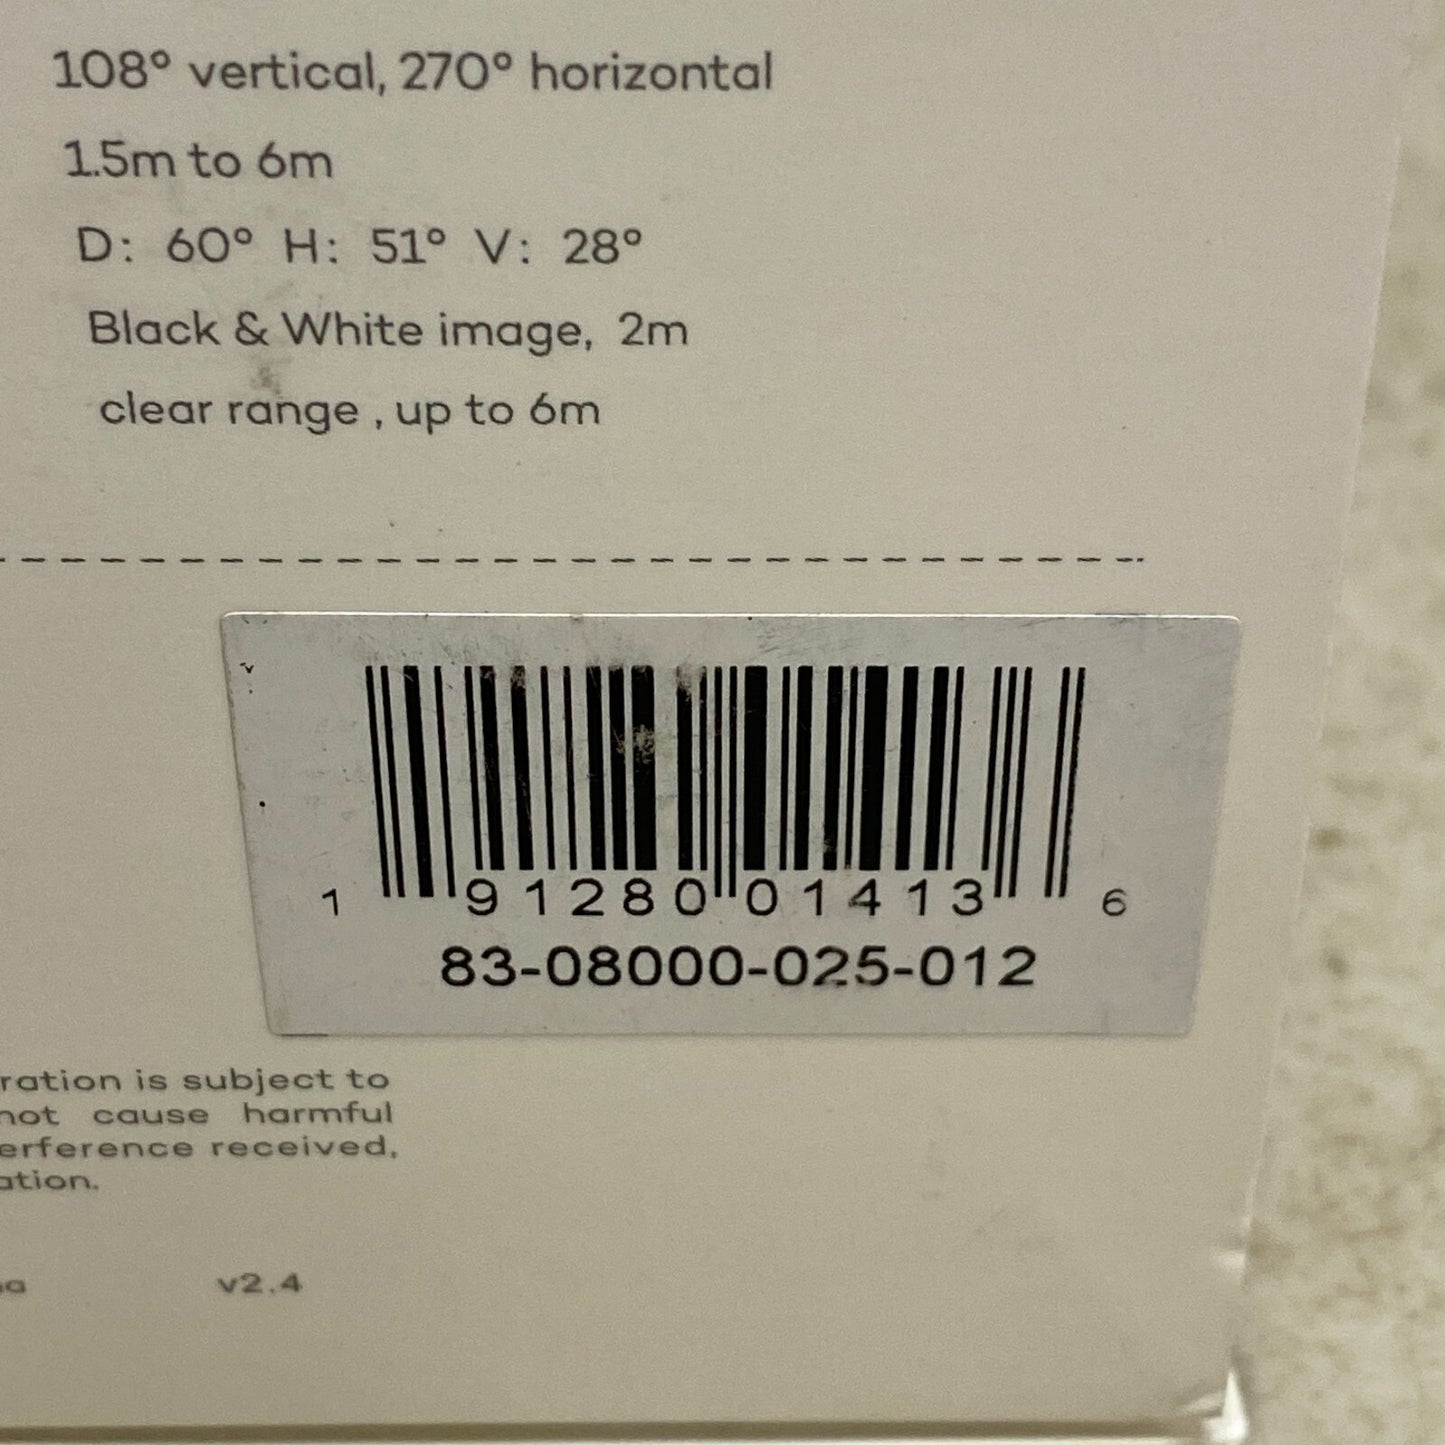 108° vertical, 270° horizontal
1.5m to 6m
D: 60° H: 51° V: 28°
Black & White image, 2m
clear range , up to 6m
1 91280 01413 6
83-08000-025-012
ration is subject to
not cause harmful
erference received,
ation.
v2.4